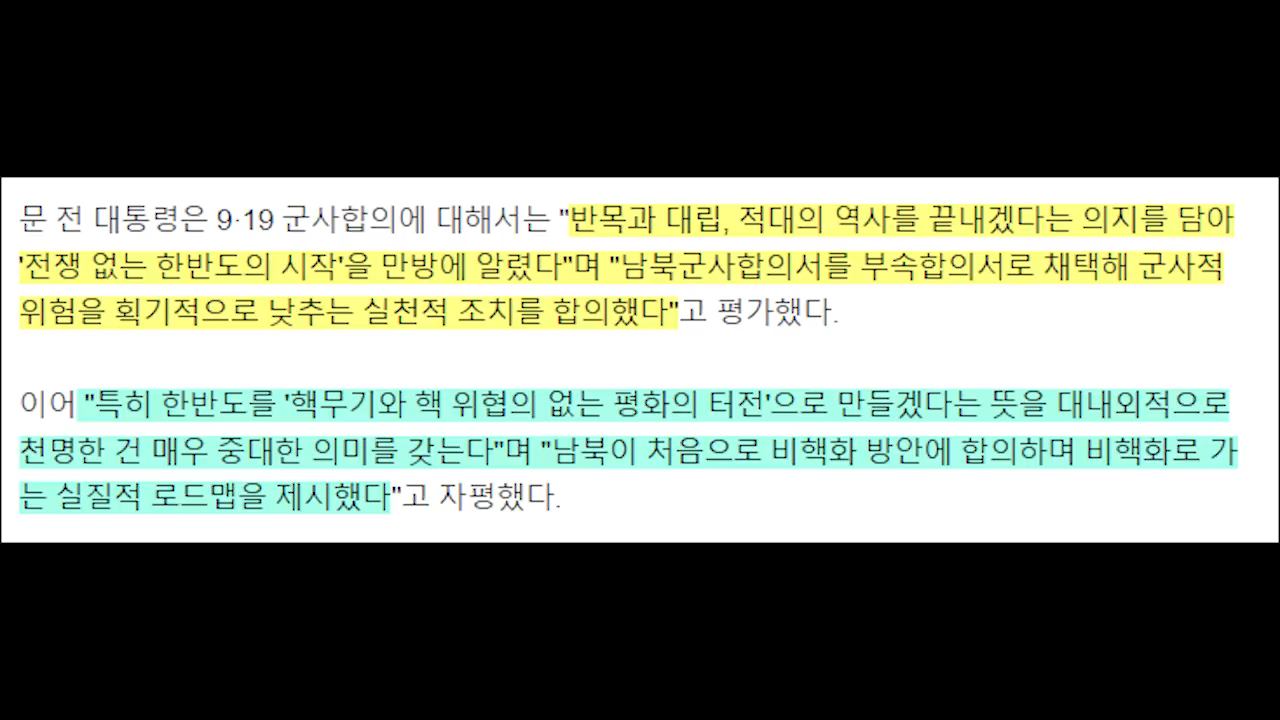 문 전 대통령은 9·19 군사합의에 대해서는 "반목과 대립, 적대의 역사를 끝내겠다는 의지를 담아
'전쟁 없는 한반도의 시작'을 만방에 알렸다"며 "남북군사합의서를 부속합의서로 채택해 군사적
위험을 획기적으로 낮추는 실천적 조치를 합의했다"고 평가했다.
이어 "특히 한반도를 '핵무기와 핵 위협의 없는 평화의 터전'으로 만들겠다는 뜻을 대내외적으로
천명한 건 매우 중대한 의미를 갖는다"며 "남북이 처음으로 비핵화 방안에 합의하며 비핵화로 가
는 실질적 로드맵을 제시했다"고 자평했다.